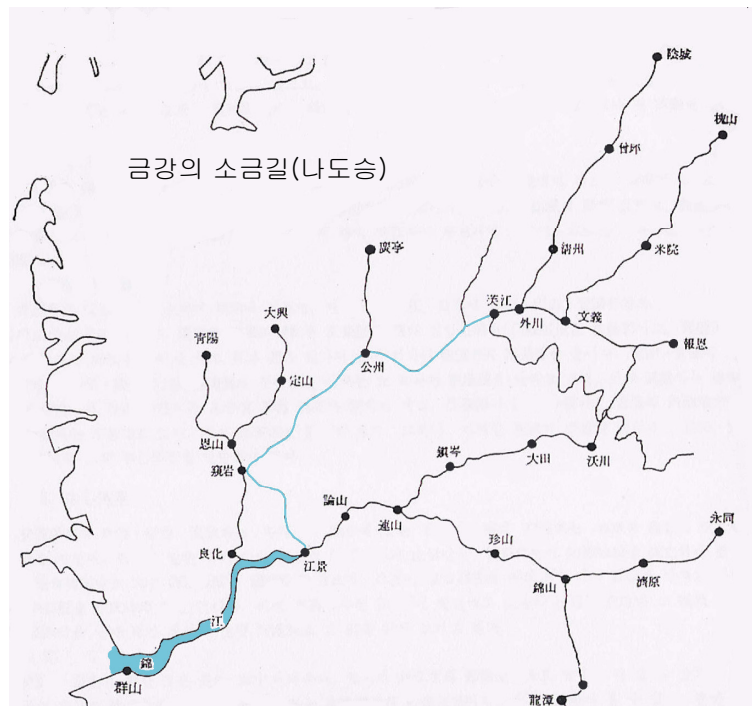 陰城
槐山
曾坪
금강의 소금길(나도승)
淸州
米院
廣亭
芙江
外川
文義
大興
靑陽
公州
報恩
定山
恩山
窺岩
鎭岑
大田
沃川
論山
連山
永同
良化
江景
珍山
錦山
濟原
江
錦
群山
龍潭